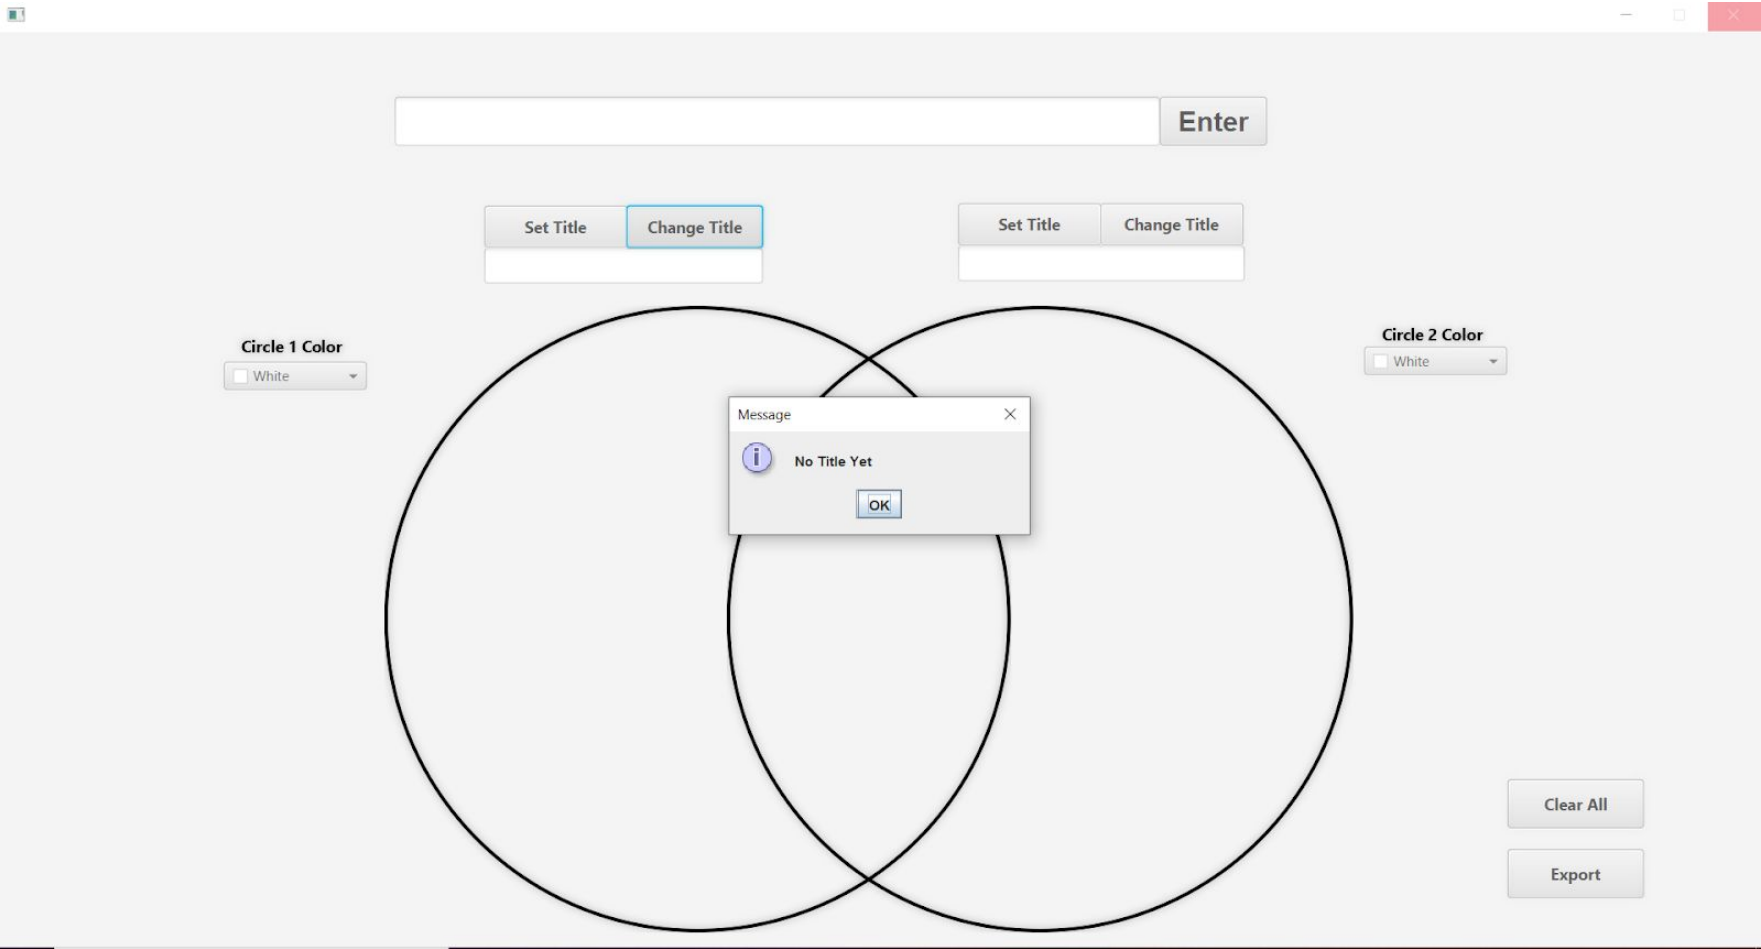 Enter
Set Title
Change Title
Set Title
Change Title
Circle 1 Color
White
Circle 2 Color
White
Message
i
No Title Yet
OK
Clear All
Export